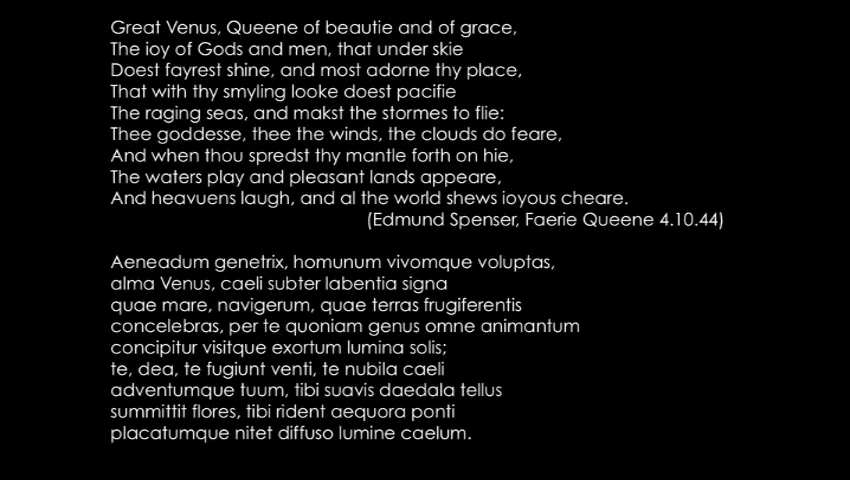 Great Venus, Queene of beautie and of grace,
The ioy of Gods and men, that under skie
Doest fayrest shine, and most adorne thy place,
That with thy smyling looke doest pacifie
The raging seas, and makst the stormes to flie:
Thee goddesse, thee the winds, the clouds do feare,
And when thou spredst thy mantle forth on hie,
The waters play and pleasant lands appeare,
And heavuens laugh, and al the world shews ioyous cheare.
(Edmund Spenser, Faerie Queene 4.10.44)
Aeneadum genetrix, homunum vivomque voluptas,
alma Venus, caeli subter labentia signa
quae mare, navigerum, quae terras frugiferentis
concelebras, per te quoniam genus omne animantum
concipitur visitque exortum lumina solis;
te, dea, te fugiunt venti, te nubila caeli
adventumque tuum, tibi suavis daedala tellus
summittit flores, tibi rident aequora ponti
placatumque nitet diffuso lumine caelum.